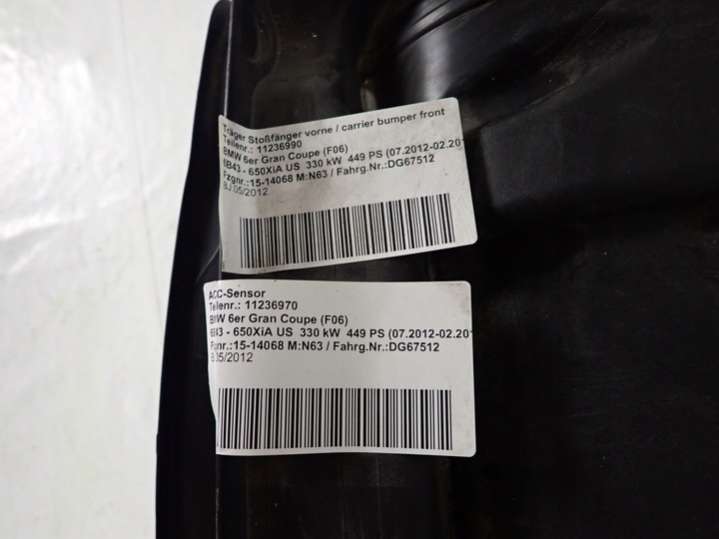 Träger Stoßfänger vorne / carrier bumper front
Teilenr.: 11236990
BMW 6er Gran Coupe (F06)
6B43 - 650XiA US 330 kW 449 PS (07.2012-02.20
Fzgnr.:15-14068 M:N63 / Fahrg.Nr.:DG67512
BJ:05/2012
ACC-Sensor
Teilenr.: 11236970
BMW 6er Gran Coupe (F06)
6B43 - 650XiA US 330 kW 449 PS (07.2012-02.201
Fzgnr.:15-14068 M:N63 / Fahrg.Nr.:DG67512
05/2012